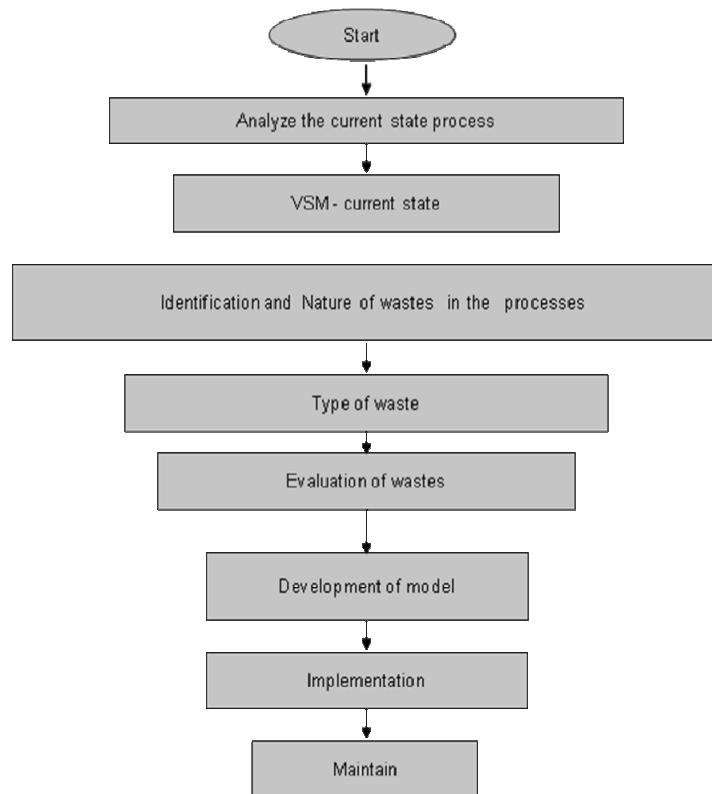 Start
Analyze the current state process
VSM - current state
Identification and Nature of wastes in the processes
Type of waste
Evaluation of wastes
Development of model
Implementation
Maintain